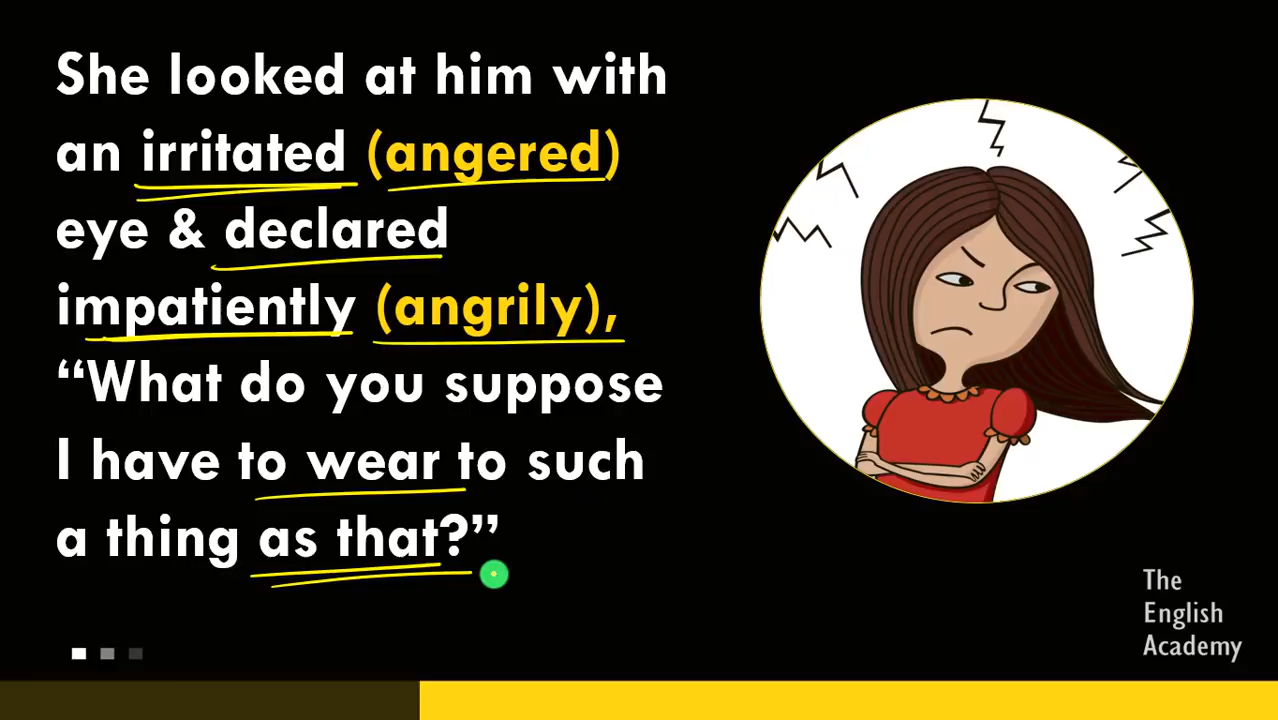 She looked at him with
an irritated (angered)
eye & declared
impatiently (angrily),
“What do you suppose
I have to wear to such
a thing as that?”
The
English
Academy